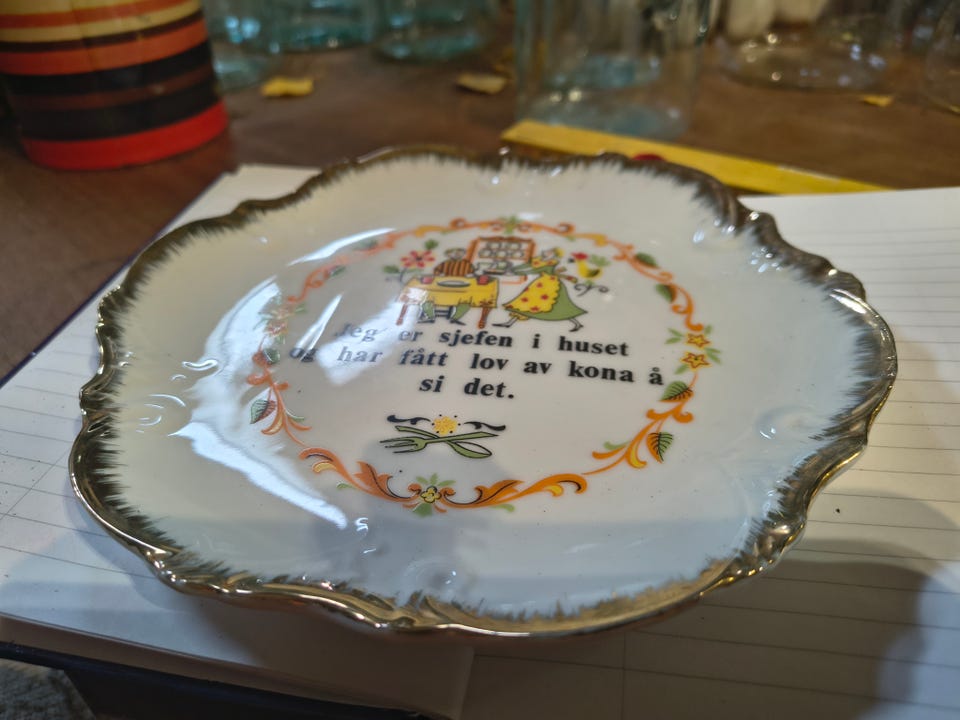 Jeg er sjefen i huset
og har fått lov av kona å
si det.